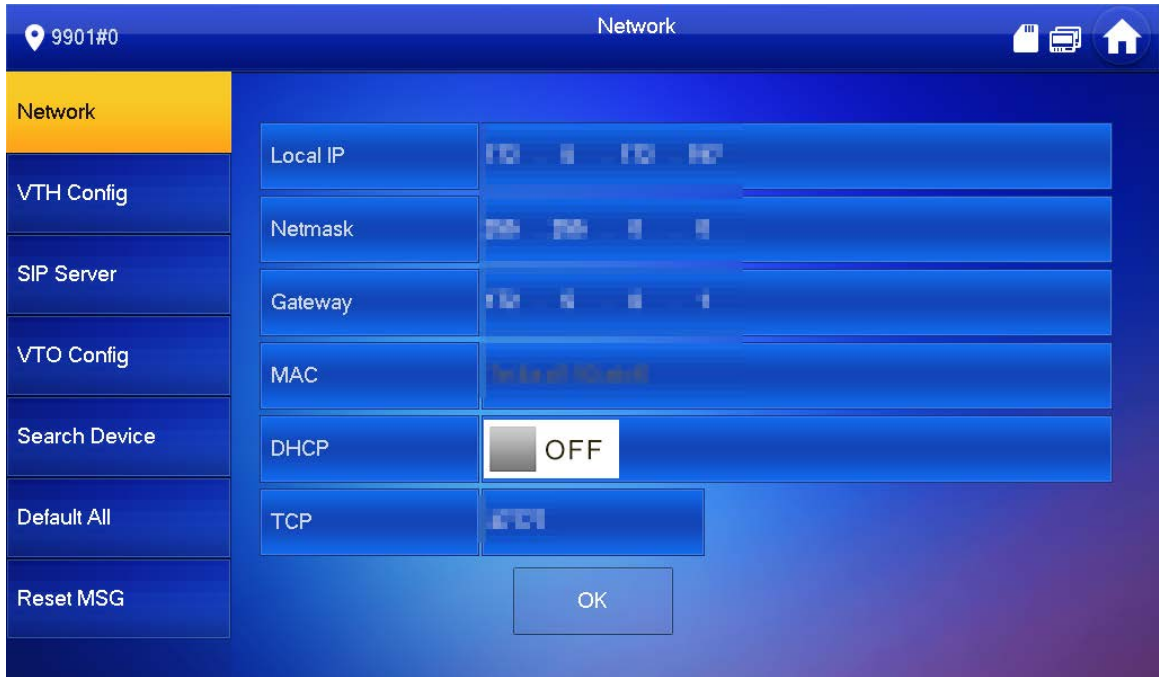 9901#0
Network
Network
VTH Config
SIP Server
VTO Config
Search Device
Default All
Reset MSG
Local IP
Netmask
Gateway
MAC
DHCP OFF
TCP
OK